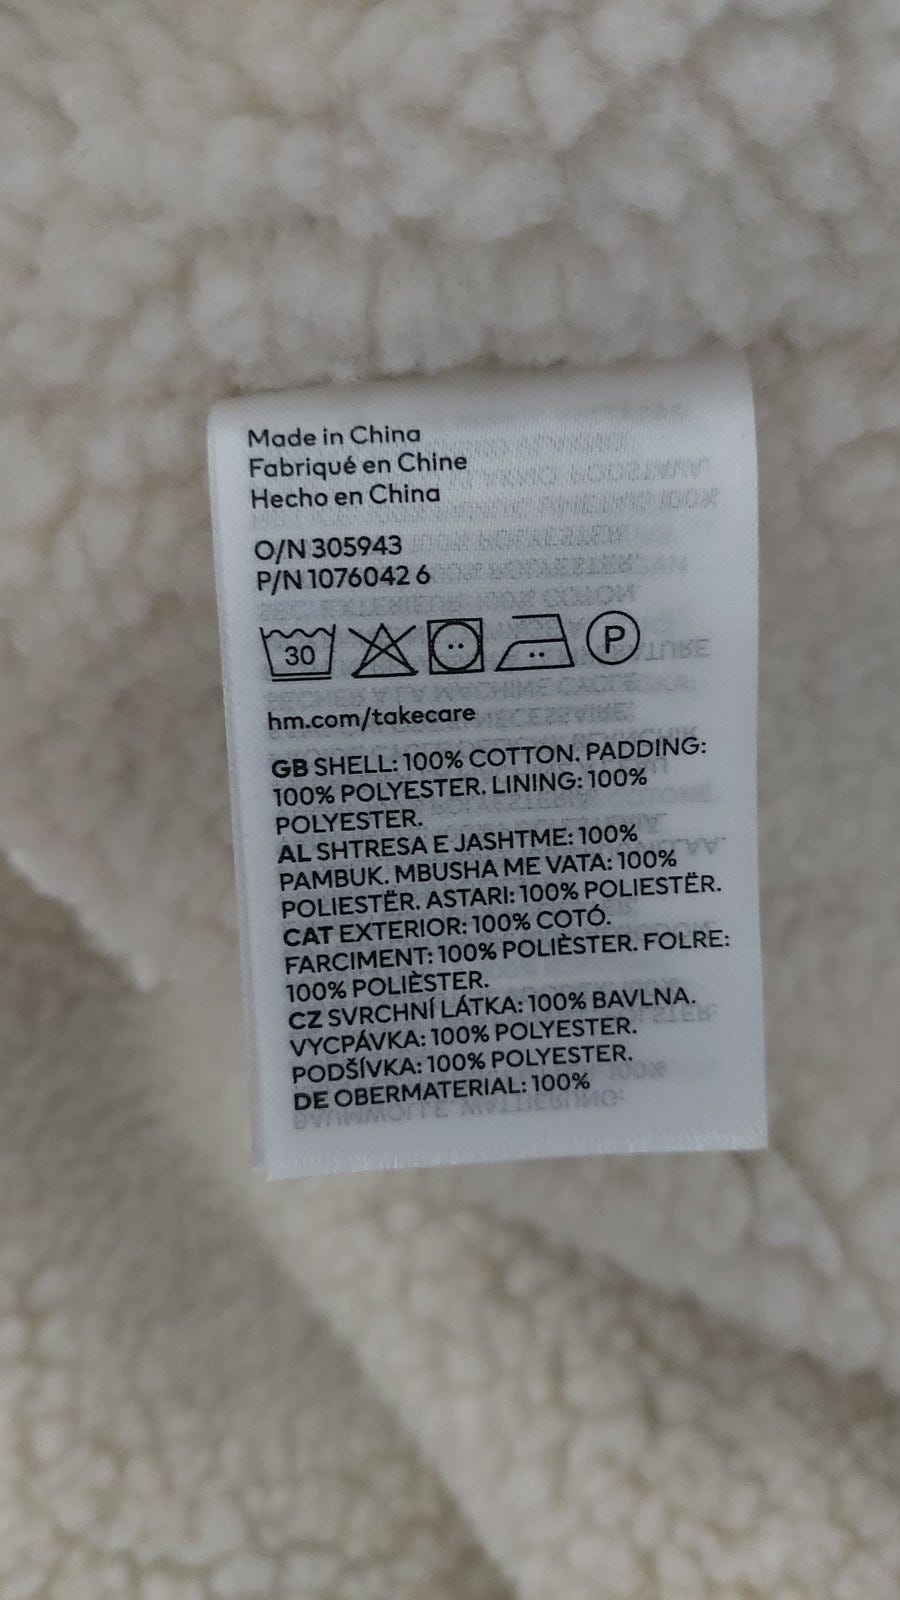 Made in China
Fabriqué en Chine
Hecho en China
O/N 305943
P/N 1076042 6
30
P
hm.com/takecare
GB SHELL: 100% COTTON. PADDING:
100% POLYESTER. LINING: 100%
POLYESTER.
AL SHTRESA E JASHTME: 100%
PAMBUK. MBUSHA ME VATA: 100%
POLIESTËR. ASTARI: 100% POLIESTËR.
CAT EXTERIOR: 100% COTÓ.
FARCIMENT: 100% POLIÈSTER. FOLRE:
100% POLIÈSTER.
CZ SVRCHNÍ LÁTKA: 100% BAVLNA.
VYCPÁVKA: 100% POLYESTER.
PODŠÍVKA: 100% POLYESTER.
DE OBERMATERIAL: 100%